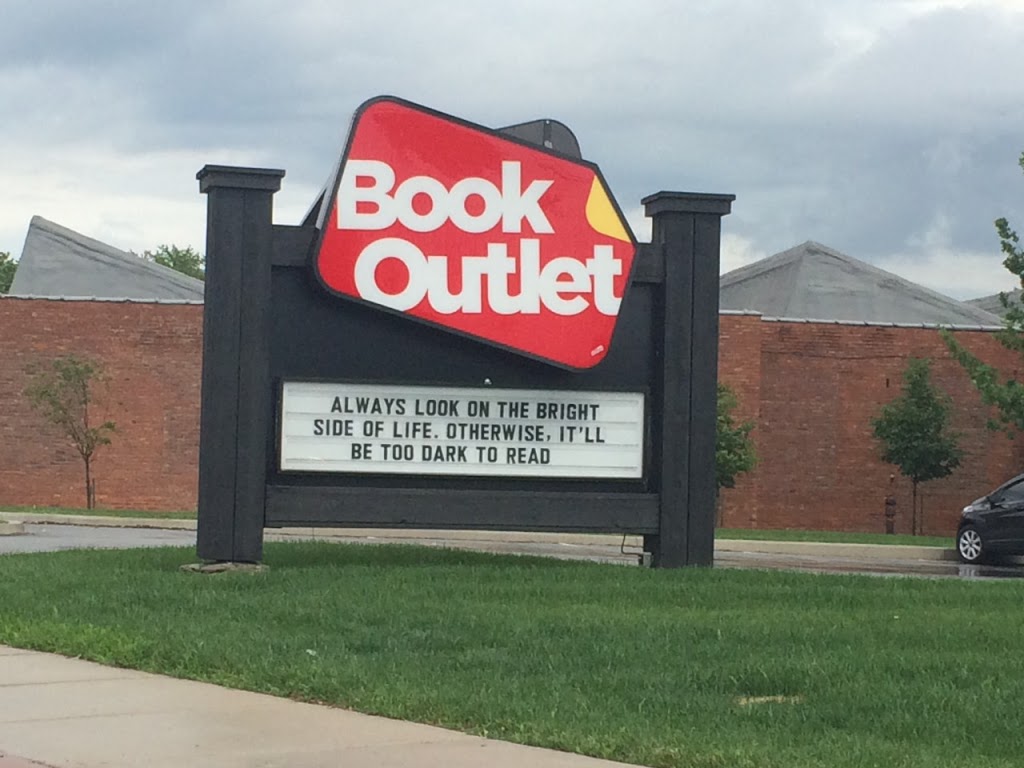 Book
Outlet
ALWAYS LOOK ON THE BRIGHT
SIDE OF LIFE. OTHERWISE, IT'LL
BE TOO DARK TO READ